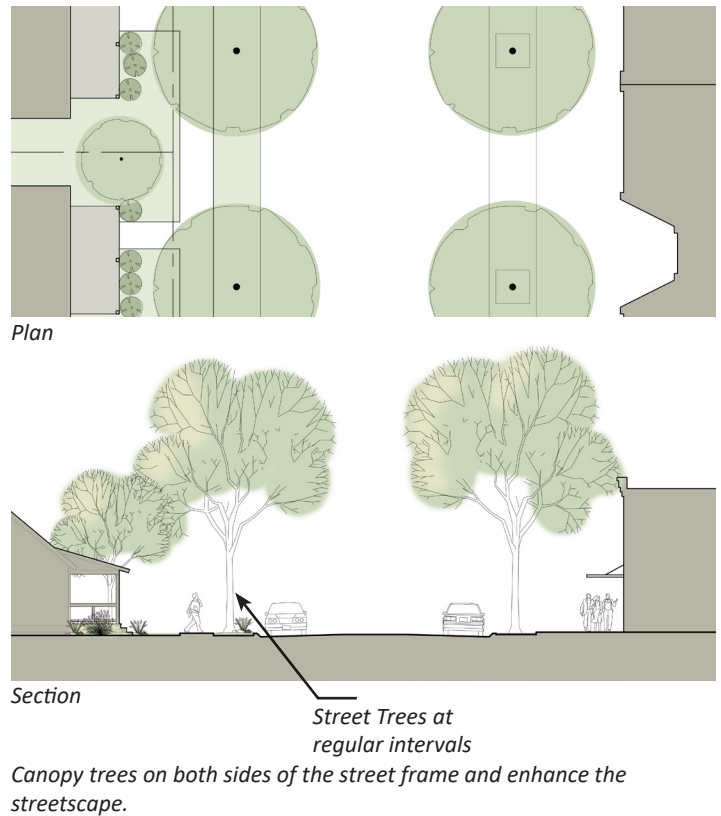 Plan
Section
Street Trees at
regular intervals
Canopy trees on both sides of the street frame and enhance the
streetscape.